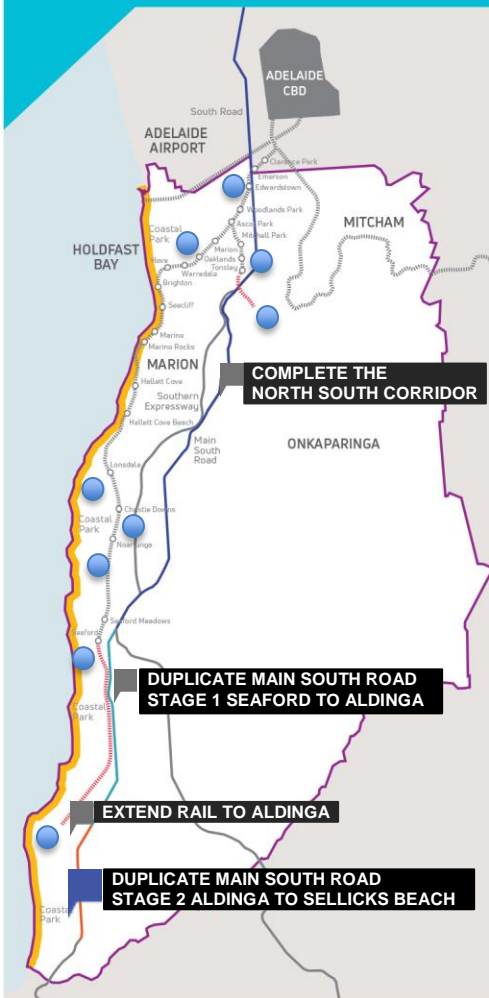 ADELAIDE
CBD
South Road
ADELAIDE
AIRPORT
Clarence Park
Emerson
Edwardstown
Woodlands Park
Ascot Park
Mitchell Park
MITCHAM
Coastal
Park
HOLDFAST
BAY
Marion
Oaklands
Hove
Tonsley
Warradale
Brighton
Seacliff
Marino
Marino Rocks
MARION
COMPLETE THE
NORTH SOUTH CORRIDOR
Hallett Cove
Southern
Expressway
Hallett Cove Beach
Main
South
Road
ONKAPARINGA
Lonsdale
Christie Downs
Coastal
Park
Noarlunga
Seaford Meadows
Seaford
DUPLICATE MAIN SOUTH ROAD
STAGE 1 SEAFORD TO ALDINGA
Coastal
Park
EXTEND RAIL TO ALDINGA
DUPLICATE MAIN SOUTH ROAD
STAGE 2 ALDINGA TO SELLICKS BEACH
Coastal
Park